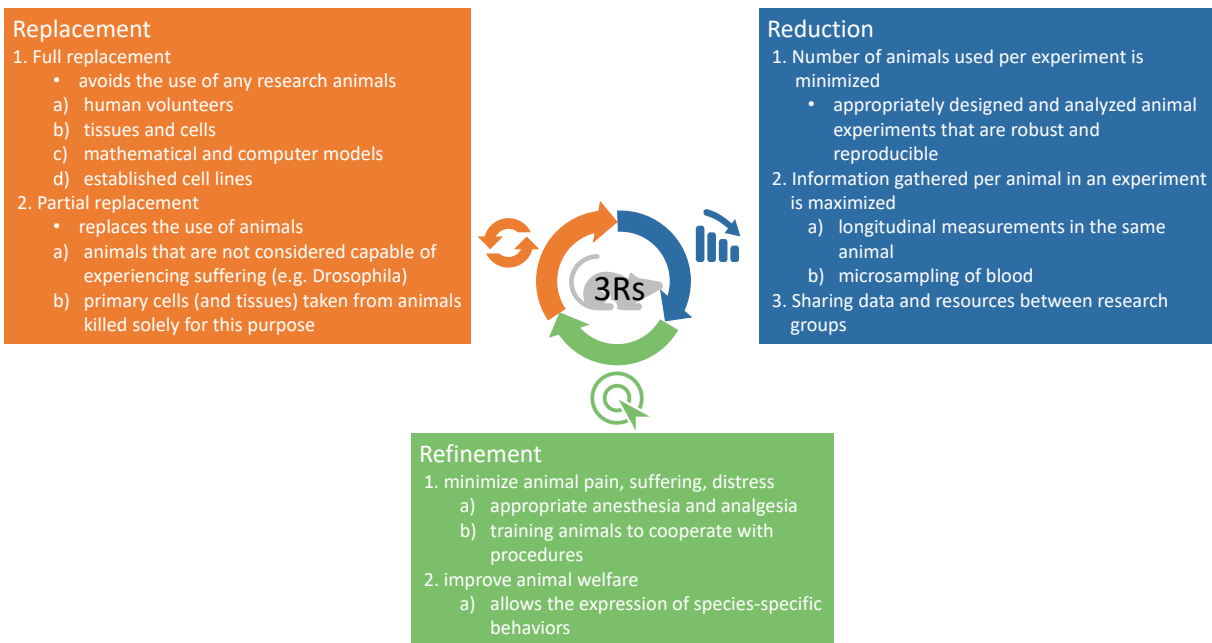 Replacement
1. Full replacement
• avoids the use of any research animals
a) human volunteers
b) tissues and cells
c) mathematical and computer models
d) established cell lines
2. Partial replacement
• replaces the use of animals
a) animals that are not considered capable of
experiencing suffering (e.g. Drosophila)
b) primary cells (and tissues) taken from animals
killed solely for this purpose
Reduction
1. Number of animals used per experiment is
minimized
• appropriately designed and analyzed animal
experiments that are robust and
reproducible
2. Information gathered per animal in an experiment
is maximized
a) longitudinal measurements in the same
animal
b) microsampling of blood
3. Sharing data and resources between research
groups
3Rs
Refinement
1. minimize animal pain, suffering, distress
a) appropriate anesthesia and analgesia
b) training animals to cooperate with
procedures
2. improve animal welfare
a) allows the expression of species-specific
behaviors